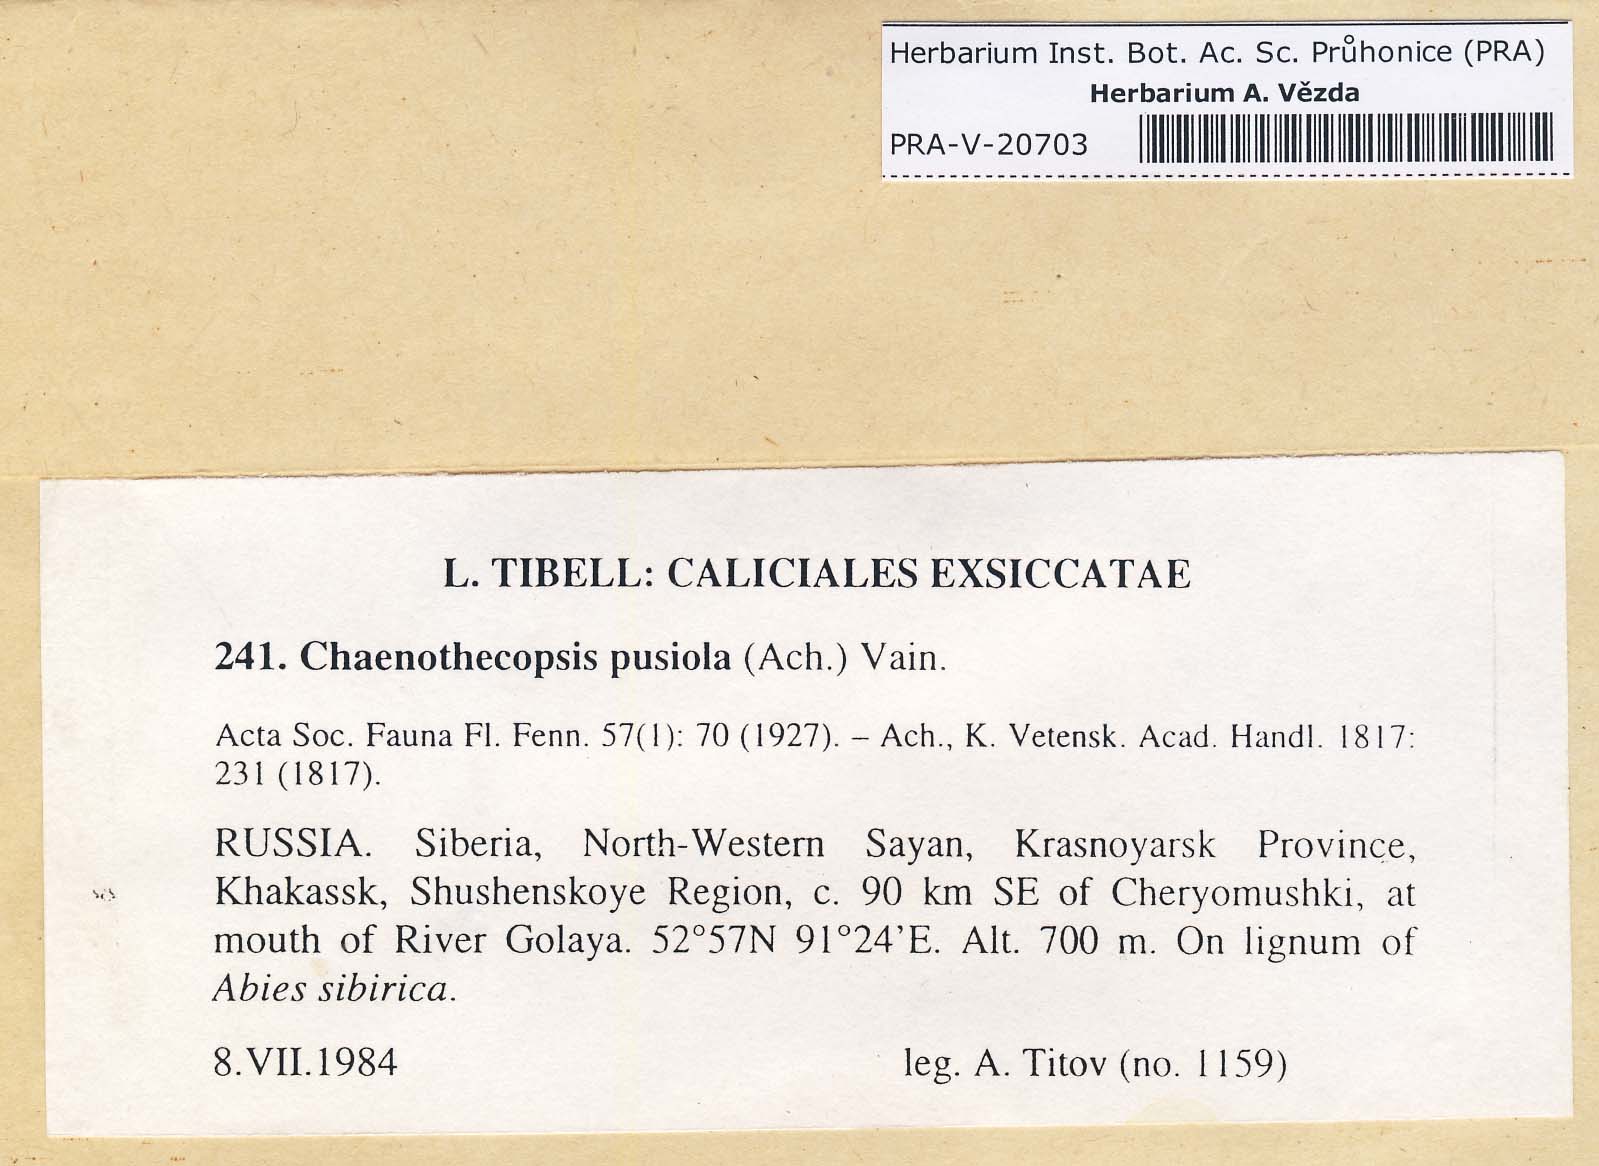 Herbarium Inst. Bot. Ac. Sc. Průhonice (PRA)
Herbarium A. Vězda
PRA-V-20703
L. TIBELL: CALICIALES EXSICCATAE
241. Chaenothecopsis pusiola (Ach.) Vain.
Acta Soc. Fauna Fl. Fenn. 57(1): 70 (1927). – Ach., K. Vetensk. Acad. Handl. 1817:
231 (1817).
RUSSIA. Siberia, North-Western Sayan, Krasnoyarsk Province,
Khakassk, Shushenskoye Region, c. 90 km SE of Cheryomushki, at
mouth of River Golaya. 52°57N 91°24'E. Alt. 700 m. On lignum of
Abies sibirica.
8.VII.1984 leg. A. Titov (no. 1159)